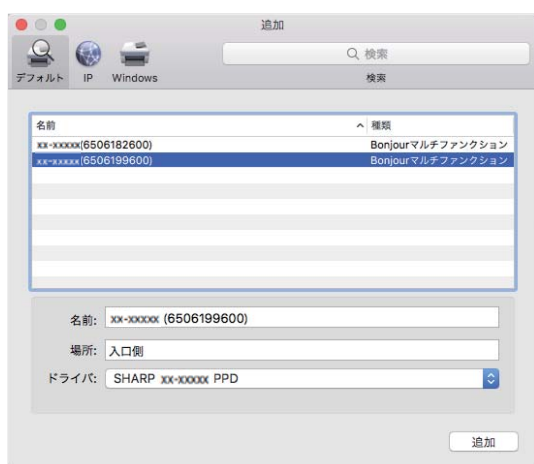 追加
デフォルト IP Windows
検索
検索
名前 種類
xx-xxxxx(6506182600) Bonjourマルチファンクション
xx-xxxxx(6506199600) Bonjourマルチファンクション
名前: xx-xxxxx (6506199600)
場所: 入口側
ドライバ: SHARP xx-xxxxx PPD
追加